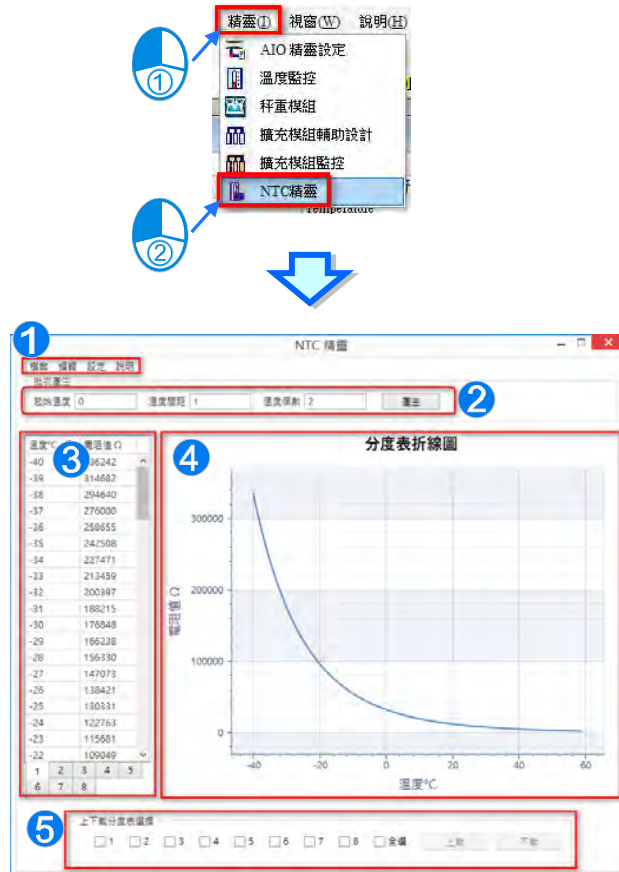 精靈(I) 視窗(W) 說明(H)
①
AIO 精靈設定
溫度監控
秤重模組
擴充模組輔助設計
擴充模組監控
NTC精靈
Temperature
②
NTC 精靈
1
檔案 編輯 設定 說明
批次產生
起始溫度 0 溫度間距 1 溫度個數 2 產生
2
溫度°C 電阻值 Ω
3
4
分度表折線圖
-40 336242
-39 314682
-38 294640
-37 276000
-36 258655
-35 242508
-34 227471
-33 213459
-32 200397
-31 188215
-30 176848
-29 166238
-28 156330
-27 147073
-26 138421
-25 130331
-24 122763
-23 115681
-22 109049
1 2 3 4 5
6 7 8
300000
200000
100000
0
電阻值 Ω
-40 -20 0 20 40 60
溫度°C
5
上下載分度表選擇
1 2 3 4 5 6 7 8 全選 上載 下載